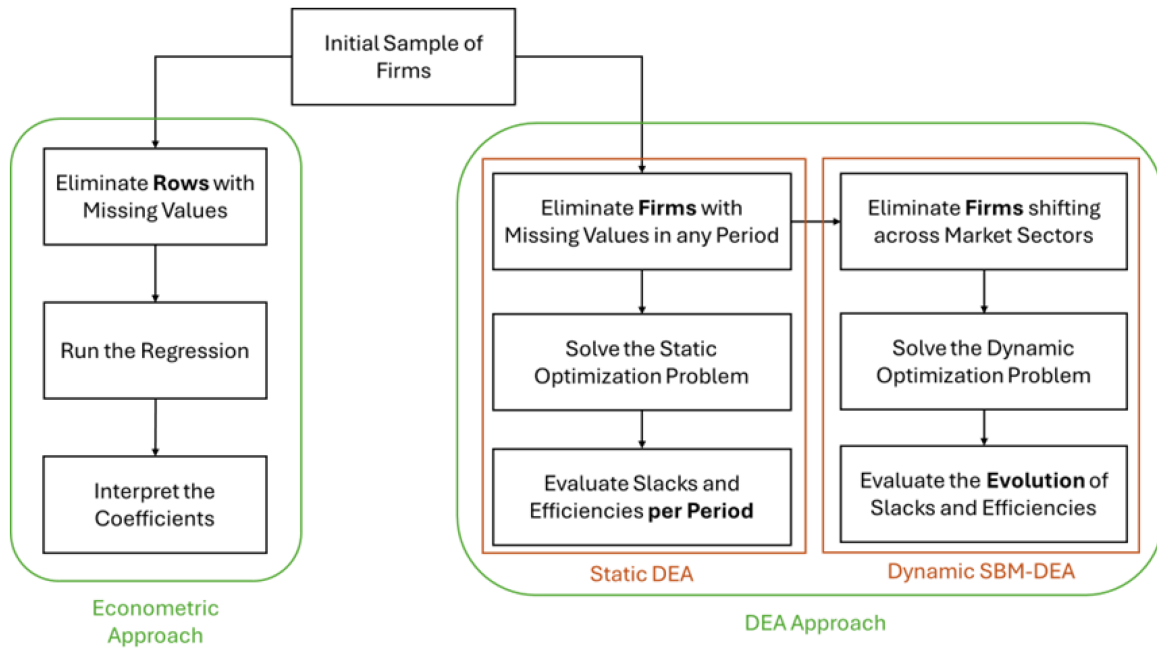 Initial Sample of
Firms
Eliminate Rows with
Missing Values
Run the Regression
Interpret the
Coefficients
Econometric
Approach
Eliminate Firms with
Missing Values in any Period
Solve the Static
Optimization Problem
Evaluate Slacks and
Efficiencies per Period
Static DEA
Eliminate Firms shifting
across Market Sectors
Solve the Dynamic
Optimization Problem
Evaluate the Evolution of
Slacks and Efficiencies
Dynamic SBM-DEA
DEA Approach